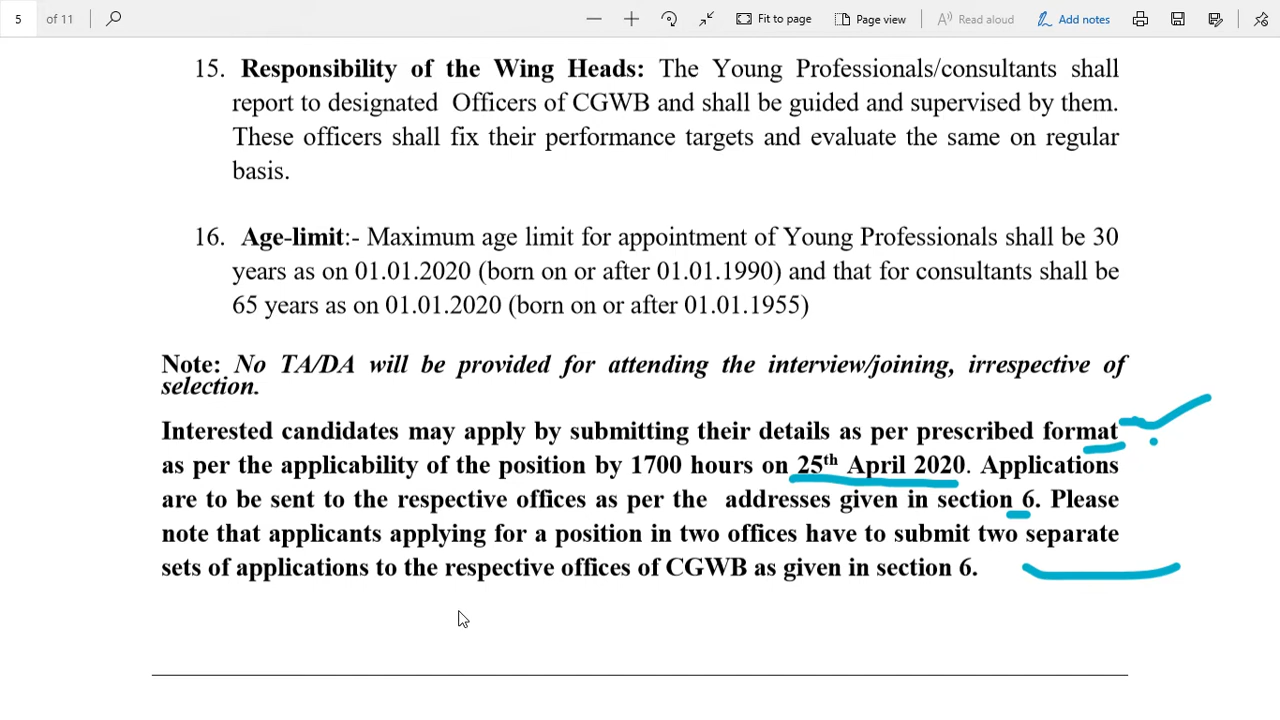 5 of 11 Fit to page Page view Read aloud Add notes
15. Responsibility of the Wing Heads: The Young Professionals/consultants shall
report to designated Officers of CGWB and shall be guided and supervised by them.
These officers shall fix their performance targets and evaluate the same on regular
basis.
16. Age-limit:- Maximum age limit for appointment of Young Professionals shall be 30
years as on 01.01.2020 (born on or after 01.01.1990) and that for consultants shall be
65 years as on 01.01.2020 (born on or after 01.01.1955)
Note: No TA/DA will be provided for attending the interview/joining, irrespective of
selection.
Interested candidates may apply by submitting their details as per prescribed format
as per the applicability of the position by 1700 hours on 25th April 2020. Applications
are to be sent to the respective offices as per the addresses given in section 6. Please
note that applicants applying for a position in two offices have to submit two separate
sets of applications to the respective offices of CGWB as given in section 6.